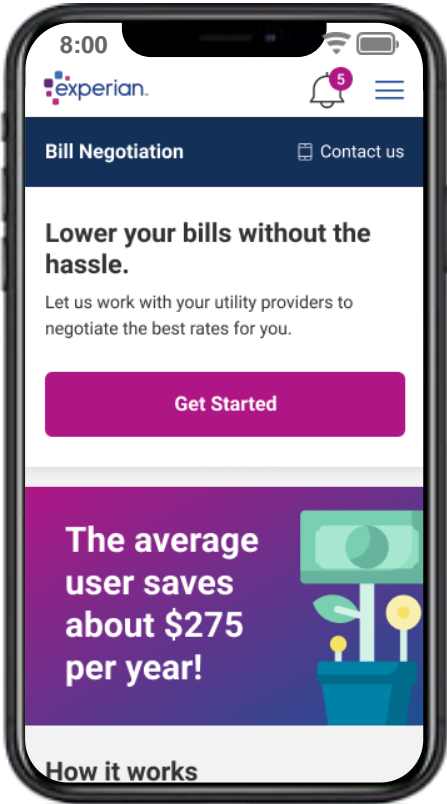 8:00
experian.
5
Bill Negotiation
Contact us
Lower your bills without the
hassle.
Let us work with your utility providers to
negotiate the best rates for you.
Get Started
The average
user saves
about $275
per year!
How it works